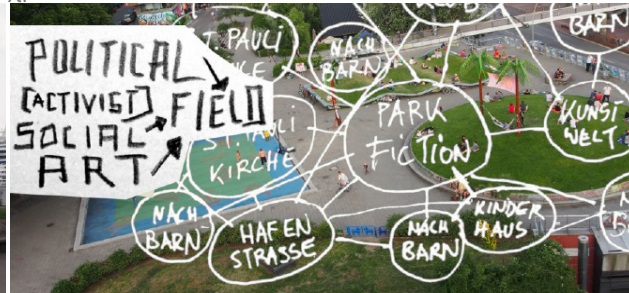 POLITICAL
[ACTIVIST]
SOCIAL
ART
FIELD
PAULI
NACH
BARN
BARN
ST. PAULI
KIRCHE
PARK
FICTION
KUNST
WELT
NACH
BARN
HAFEN
STRASSE
NACH
BARN
KINDER
HAUS